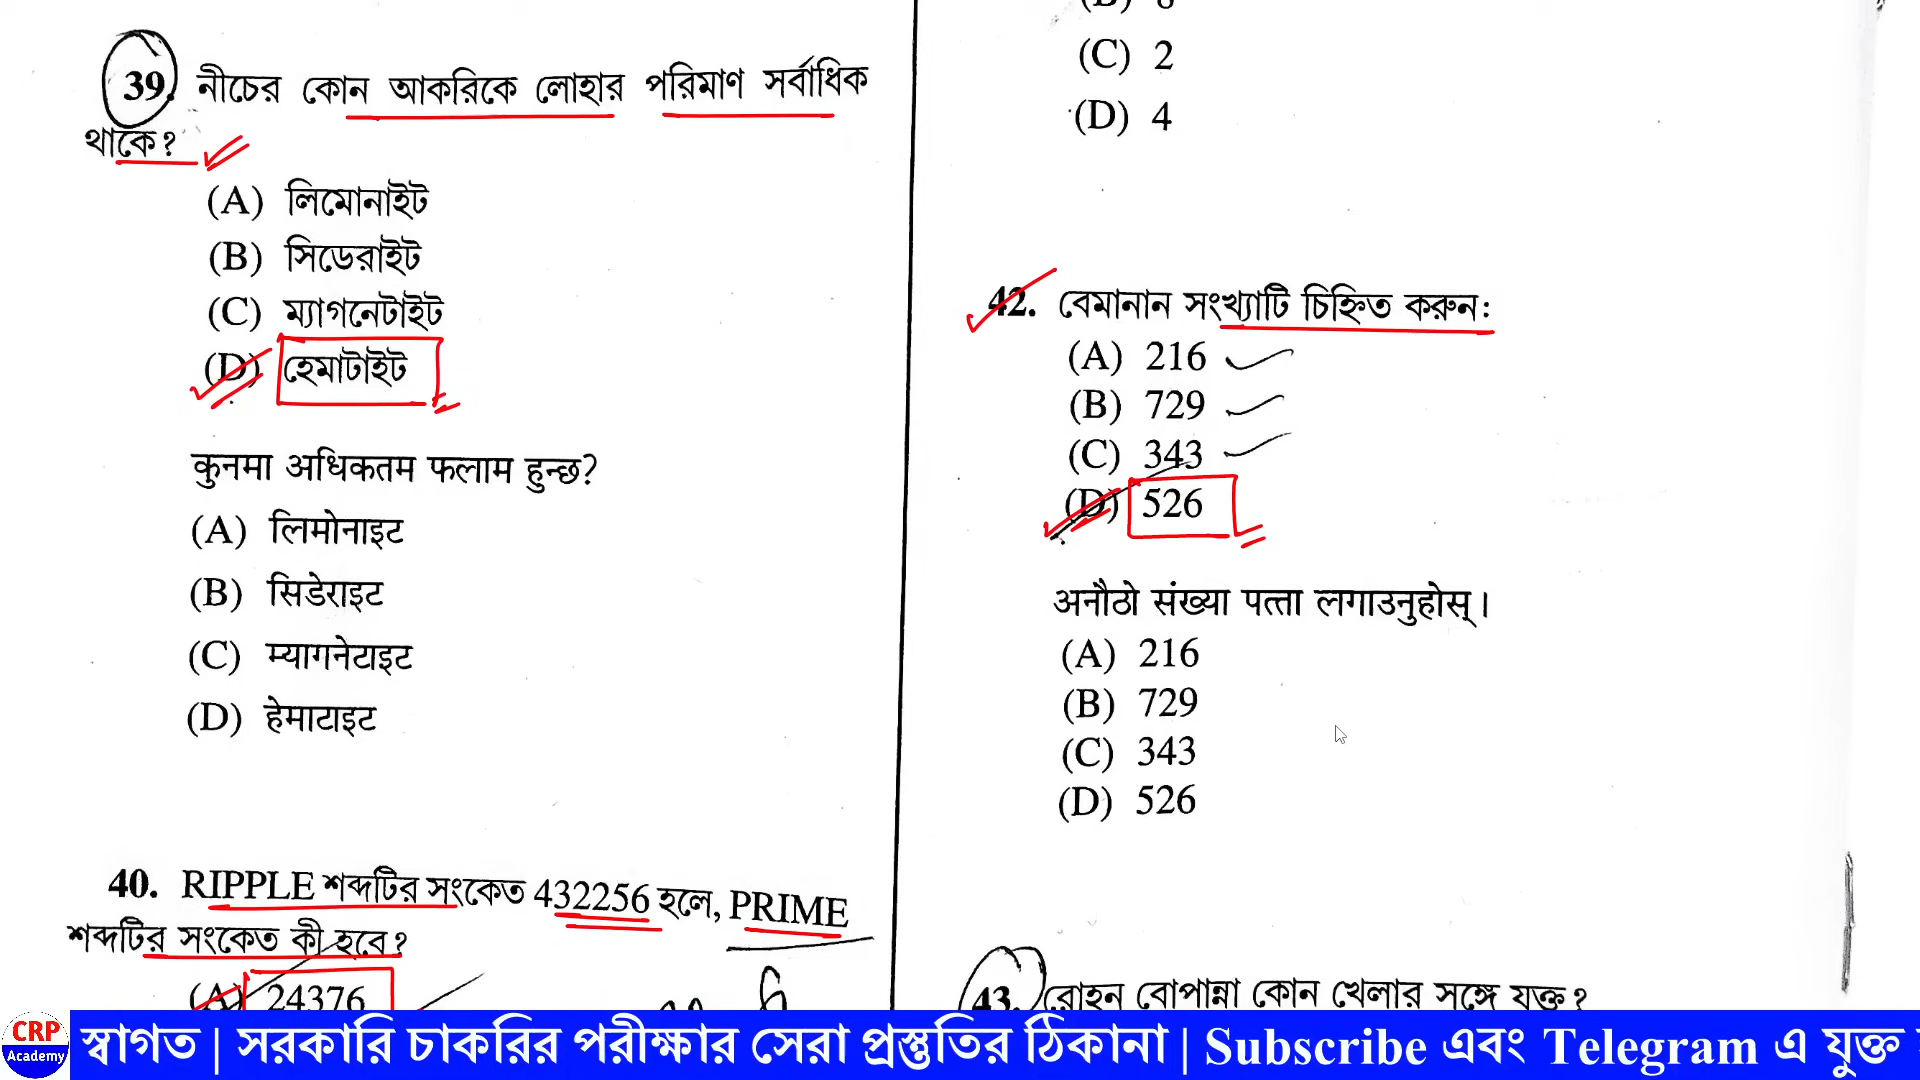 39. নীচের কোন আকরিকে লোহার পরিমাণ সর্বাধিক
থাকে?
(A) লিমোনাইট
(B) সিডেরাইট
(C) ম্যাগনেটাইট
(D) হেমাটাইট
कुनमा अधिकतम फलाम हुन्छ?
(A) लिमोनाइट
(B) सिडेराइट
(C) म्यागनेटाइट
(D) हेमाटाइट
40. RIPPLE শব্দটির সংকেত 432256 হলে, PRIME
শব্দটির সংকেত কী হবে?
(A) 24376
(C) 2
(D) 4
42. বেমানান সংখ্যাটি চিহ্নিত করুন:
(A) 216
(B) 729
(C) 343
(D) 526
अनौठो संख्या पत्ता लगाउनुहोस्।
(A) 216
(B) 729
(C) 343
(D) 526
43. রোহন বোপান্না কোন খেলার সঙ্গে যুক্ত?
CRP
Academy
স্বাগত | সরকারি চাকরির পরীক্ষার সেরা প্রস্তুতির ঠিকানা | Subscribe এবং Telegram এ যুক্ত